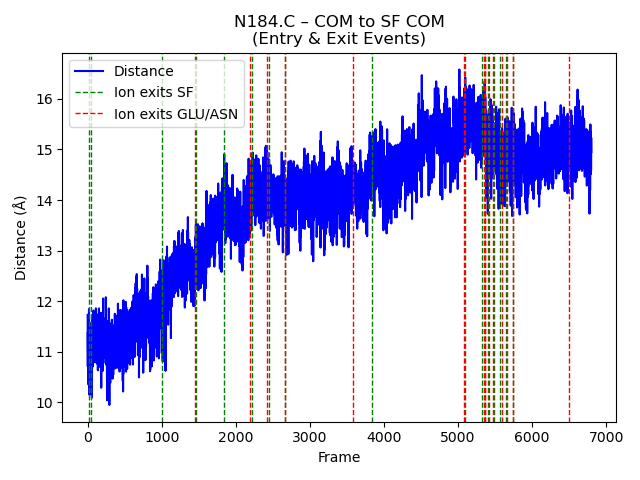 N184.C – COM to SF COM
(Entry & Exit Events)
Distance
Ion exits SF
Ion exits GLU/ASN
Distance (Å)
16
15
14
13
12
11
10
0 1000 2000 3000 4000 5000 6000 7000
Frame